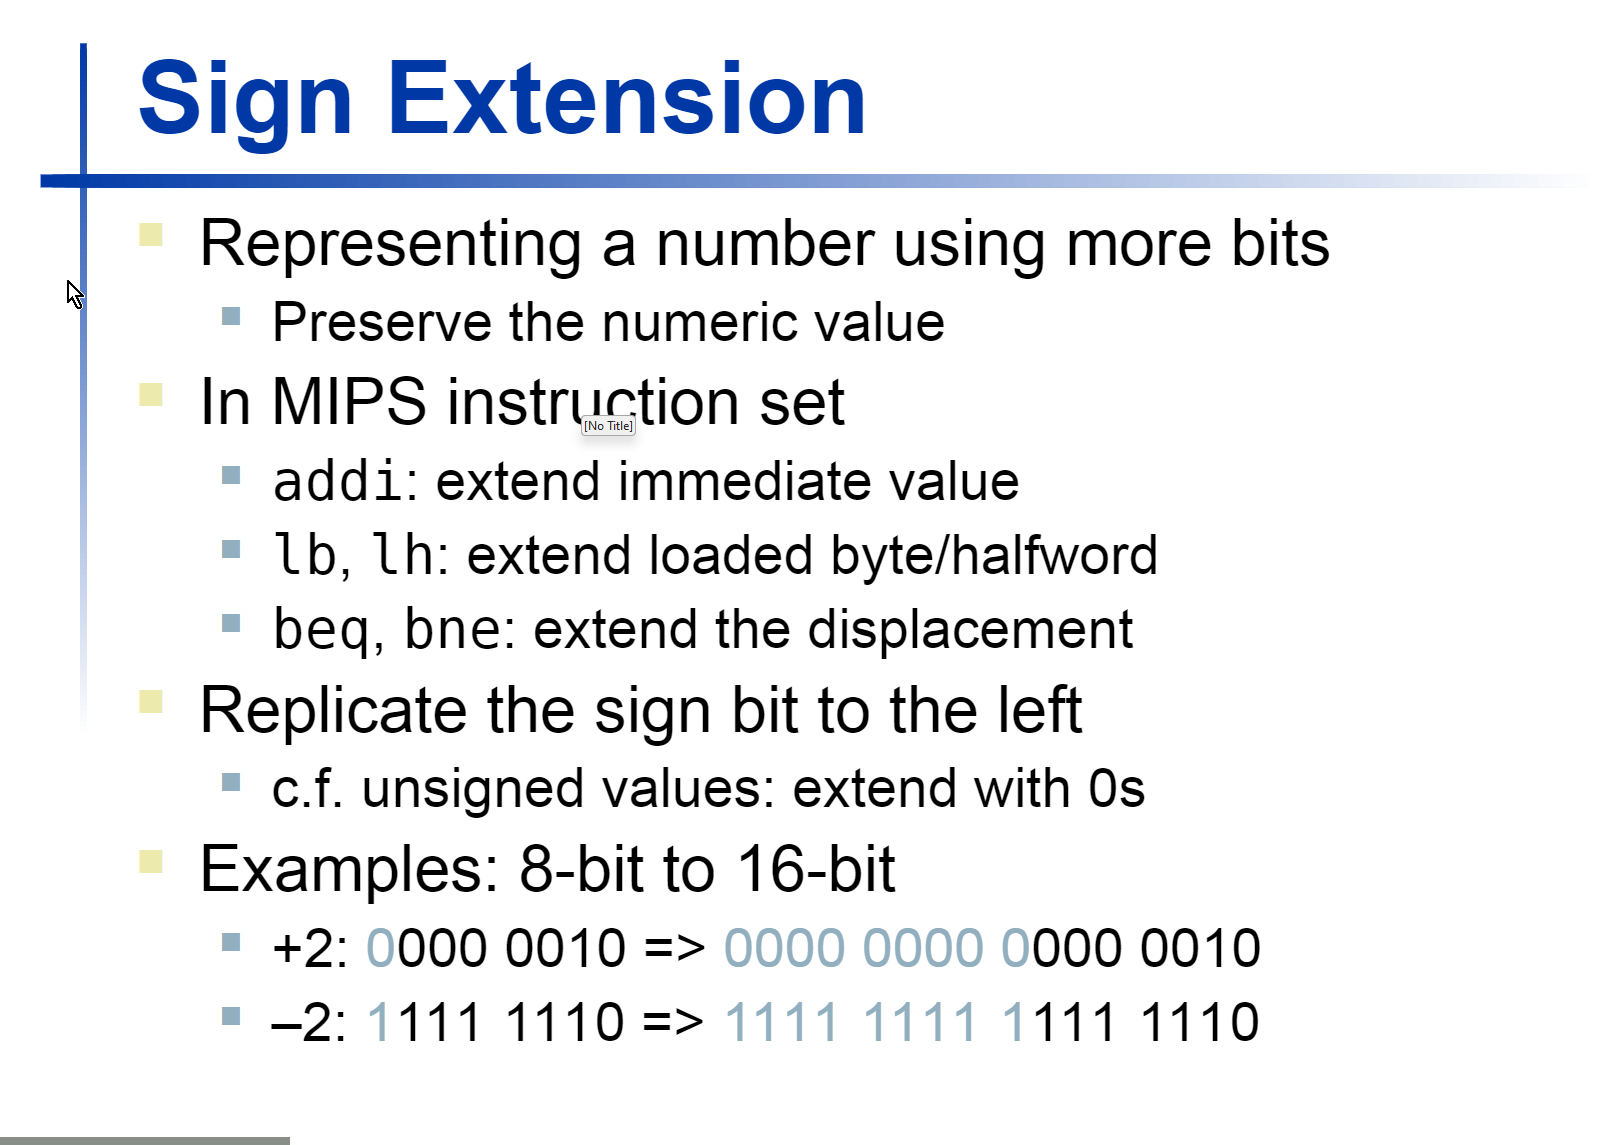 Sign Extension
Representing a number using more bits
Preserve the numeric value
In MIPS instruction set
[No Title]
addi: extend immediate value
lb, lh: extend loaded byte/halfword
beq, bne: extend the displacement
Replicate the sign bit to the left
c.f. unsigned values: extend with 0s
Examples: 8-bit to 16-bit
+2: 0000 0010 => 0000 0000 0000 0010
–2: 1111 1110 => 1111 1111 1111 1110